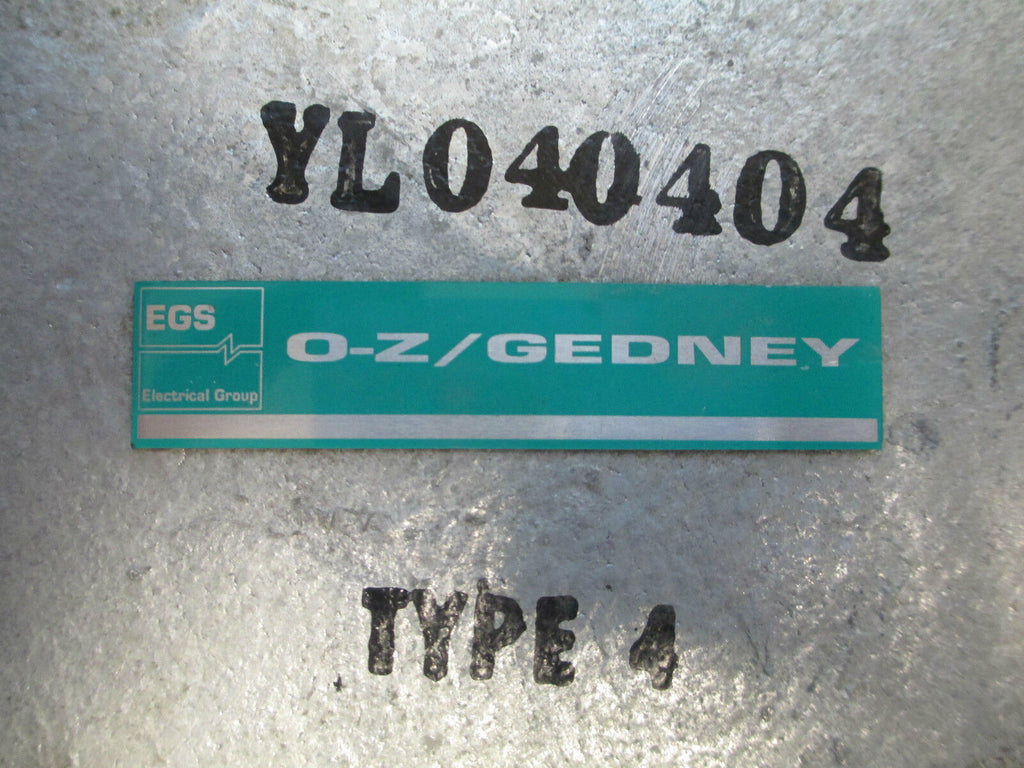 YL040404
EGS
Electrical Group
O-Z/GEDNEY
TYPE 4